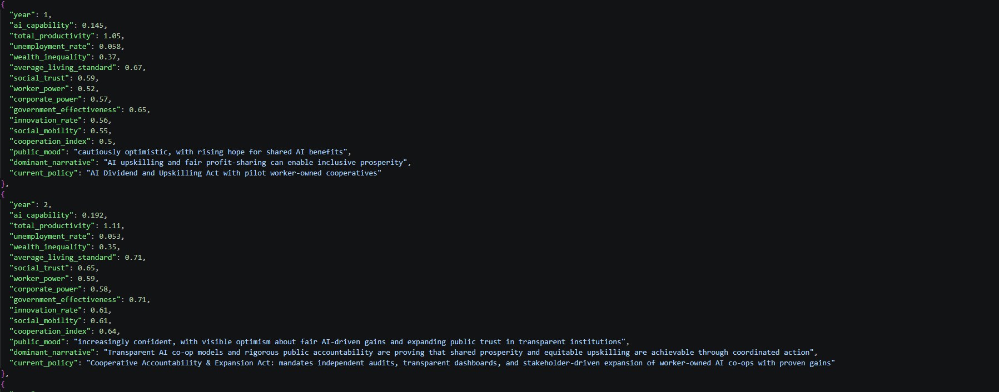 {
"year": 1,
"ai_capability": 0.145,
"total_productivity": 1.05,
"unemployment_rate": 0.058,
"wealth_inequality": 0.37,
"average_living_standard": 0.67,
"social_trust": 0.59,
"worker_power": 0.52,
"corporate_power": 0.57,
"government_effectiveness": 0.65,
"innovation_rate": 0.56,
"social_mobility": 0.55,
"cooperation_index": 0.5,
"public_mood": "cautiously optimistic, with rising hope for shared AI benefits",
"dominant_narrative": "AI upskilling and fair profit-sharing can enable inclusive prosperity",
"current_policy": "AI Dividend and Upskilling Act with pilot worker-owned cooperatives"
},
{
"year": 2,
"ai_capability": 0.192,
"total_productivity": 1.11,
"unemployment_rate": 0.053,
"wealth_inequality": 0.35,
"average_living_standard": 0.71,
"social_trust": 0.65,
"worker_power": 0.59,
"corporate_power": 0.58,
"government_effectiveness": 0.71,
"innovation_rate": 0.61,
"social_mobility": 0.61,
"cooperation_index": 0.64,
"public_mood": "increasingly confident, with visible optimism about fair AI-driven gains and expanding public trust in transparent institutions",
"dominant_narrative": "Transparent AI co-op models and rigorous public accountability are proving that shared prosperity and equitable upskilling are achievable through coordinated action",
"current_policy": "Cooperative Accountability & Expansion Act: mandates independent audits, transparent dashboards, and stakeholder-driven expansion of worker-owned AI co-ops with proven gains"
},
{